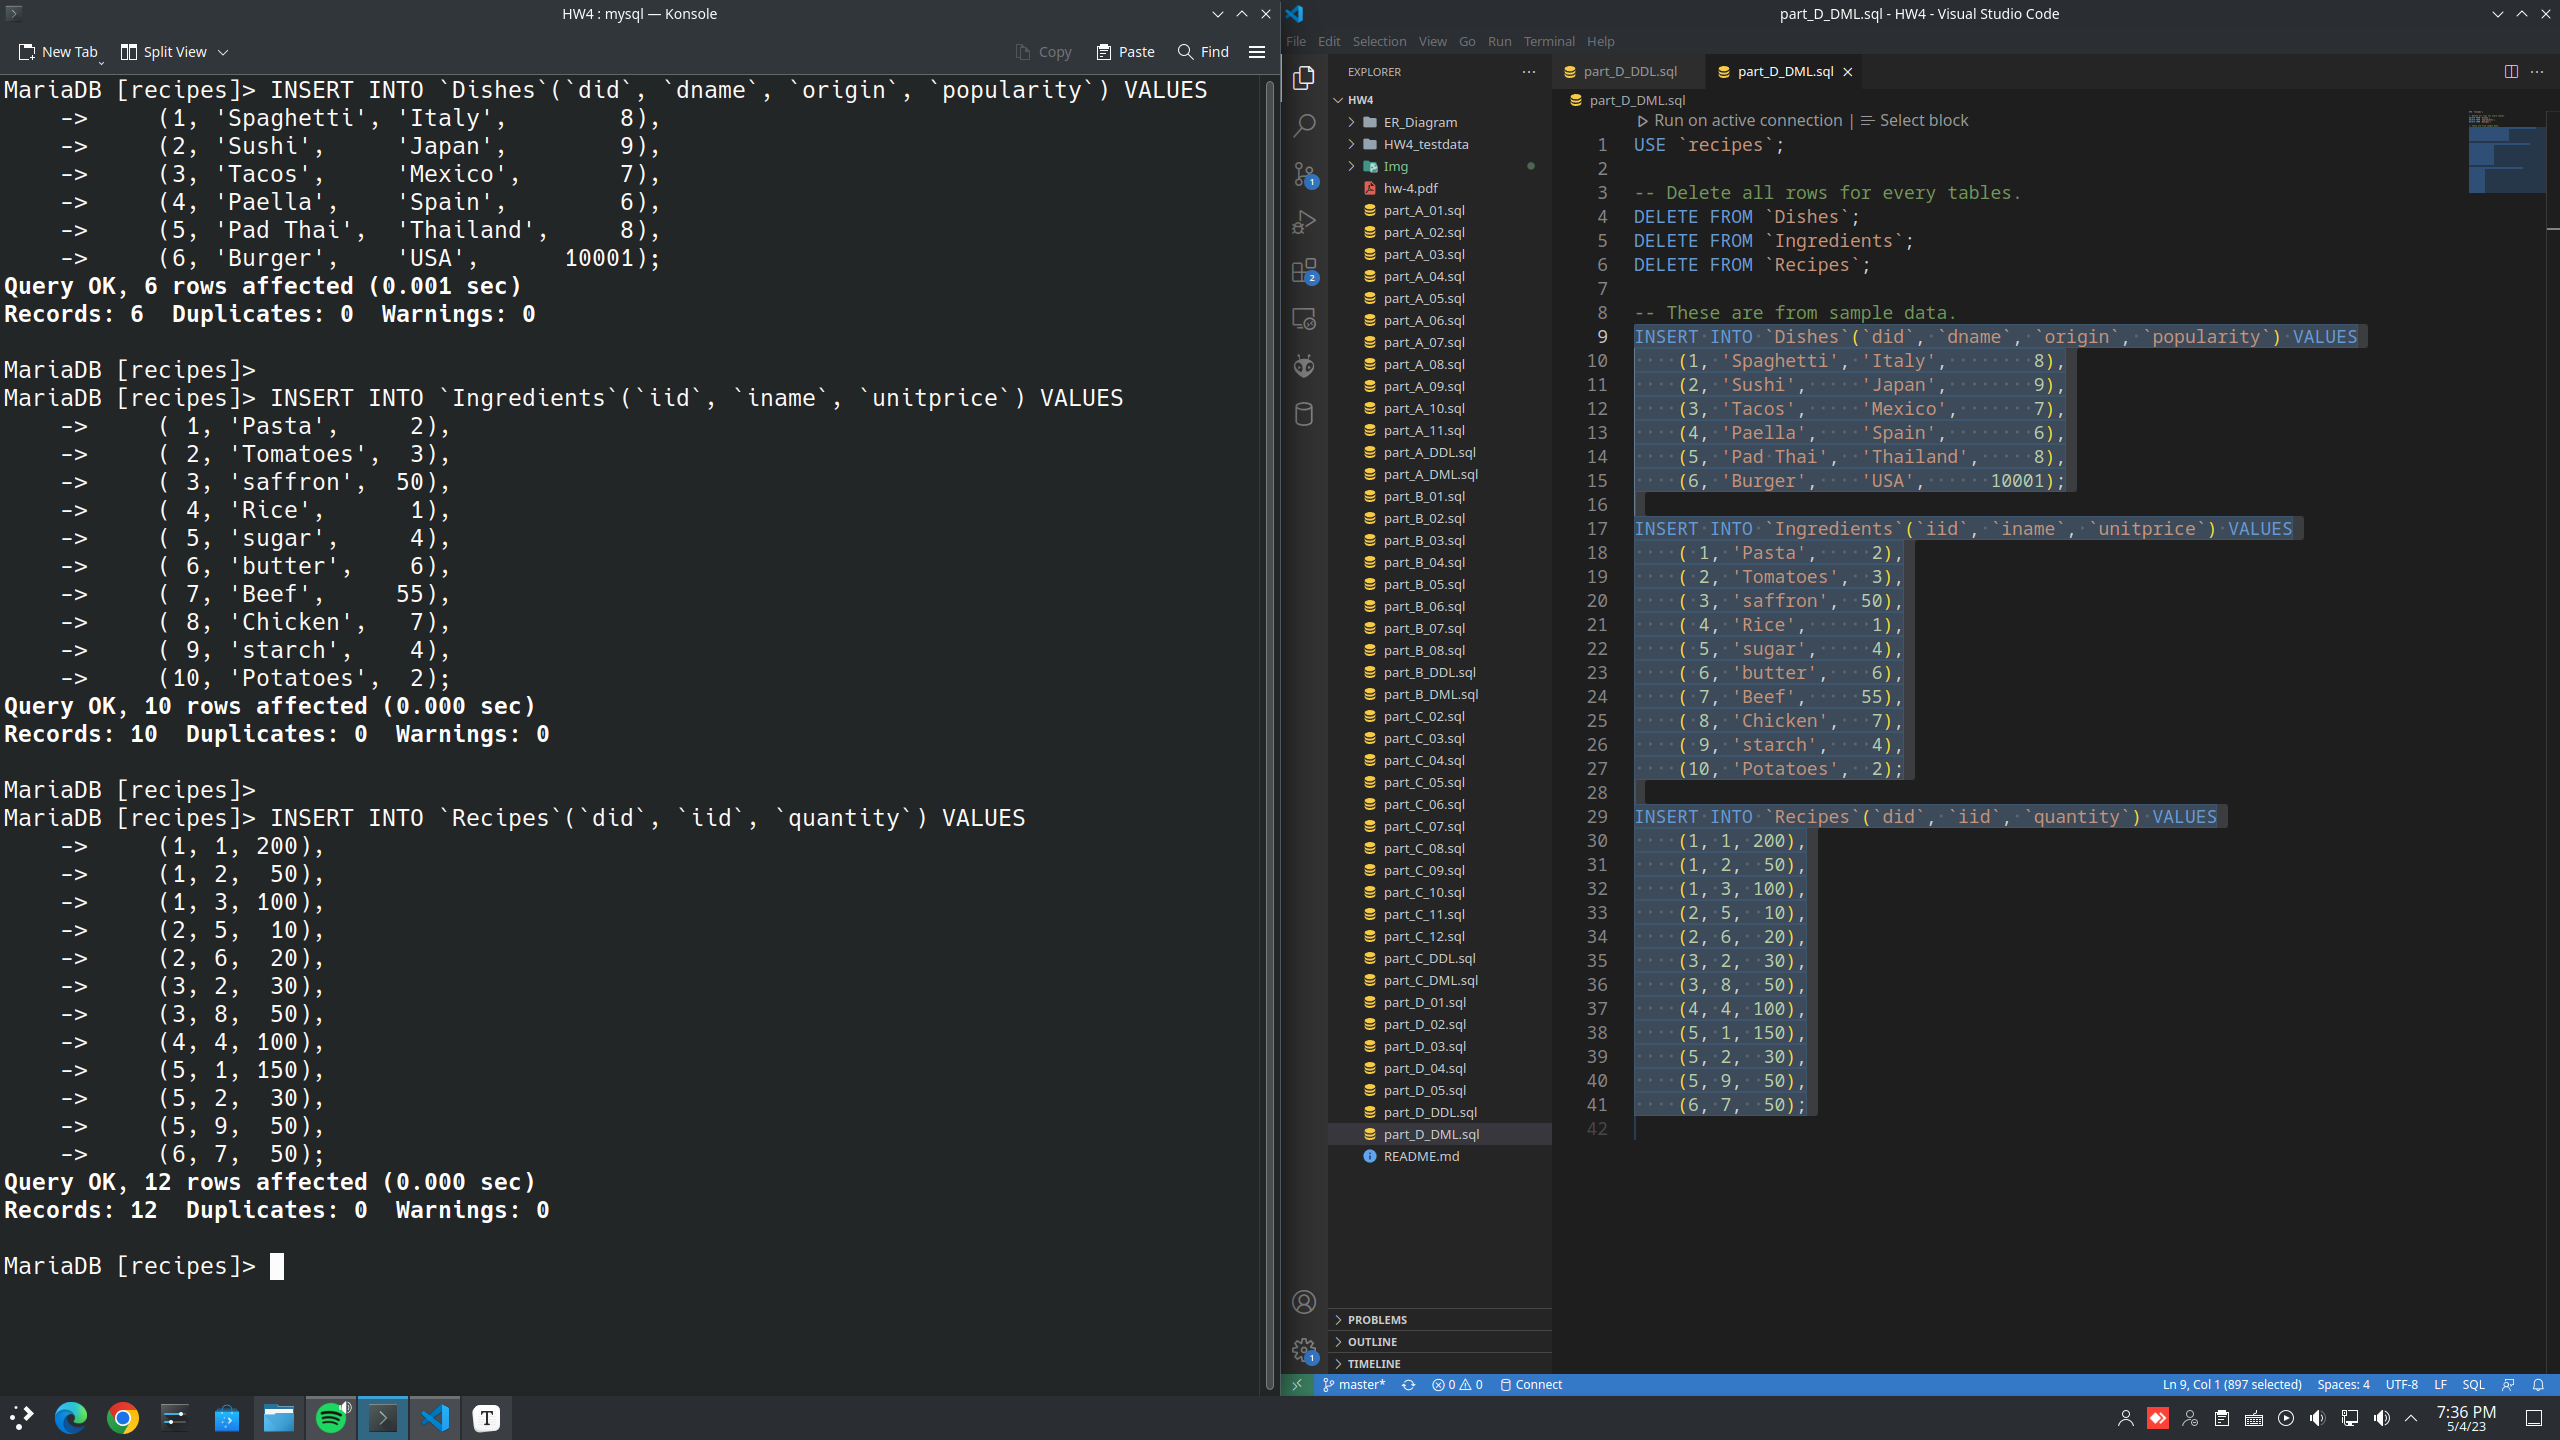 HW4 : mysql — Konsole
New Tab
Split View
Copy
Paste
Find
MariaDB [recipes]> INSERT INTO `Dishes`(`did`, `dname`, `origin`, `popularity`) VALUES
    ->     (1, 'Spaghetti', 'Italy',        8),
    ->     (2, 'Sushi',     'Japan',        9),
    ->     (3, 'Tacos',     'Mexico',       7),
    ->     (4, 'Paella',    'Spain',        6),
    ->     (5, 'Pad Thai',  'Thailand',     8),
    ->     (6, 'Burger',    'USA',      10001);
Query OK, 6 rows affected (0.001 sec)
Records: 6  Duplicates: 0  Warnings: 0
MariaDB [recipes]>
MariaDB [recipes]> INSERT INTO `Ingredients`(`iid`, `iname`, `unitprice`) VALUES
    ->     ( 1, 'Pasta',     2),
    ->     ( 2, 'Tomatoes',  3),
    ->     ( 3, 'saffron',  50),
    ->     ( 4, 'Rice',      1),
    ->     ( 5, 'sugar',     4),
    ->     ( 6, 'butter',    6),
    ->     ( 7, 'Beef',     55),
    ->     ( 8, 'Chicken',   7),
    ->     ( 9, 'starch',    4),
    ->     (10, 'Potatoes',  2);
Query OK, 10 rows affected (0.000 sec)
Records: 10  Duplicates: 0  Warnings: 0
MariaDB [recipes]>
MariaDB [recipes]> INSERT INTO `Recipes`(`did`, `iid`, `quantity`) VALUES
    ->     (1, 1, 200),
    ->     (1, 2,  50),
    ->     (1, 3, 100),
    ->     (2, 5,  10),
    ->     (2, 6,  20),
    ->     (3, 2,  30),
    ->     (3, 8,  50),
    ->     (4, 4, 100),
    ->     (5, 1, 150),
    ->     (5, 2,  30),
    ->     (5, 9,  50),
    ->     (6, 7,  50);
Query OK, 12 rows affected (0.000 sec)
Records: 12  Duplicates: 0  Warnings: 0
MariaDB [recipes]>
part_D_DML.sql - HW4 - Visual Studio Code
File Edit Selection View Go Run Terminal Help
EXPLORER
HW4
ER_Diagram
HW4_testdata
Img
hw-4.pdf
part_A_01.sql
part_A_02.sql
part_A_03.sql
part_A_04.sql
part_A_05.sql
part_A_06.sql
part_A_07.sql
part_A_08.sql
part_A_09.sql
part_A_10.sql
part_A_11.sql
part_A_DDL.sql
part_A_DML.sql
part_B_01.sql
part_B_02.sql
part_B_03.sql
part_B_04.sql
part_B_05.sql
part_B_06.sql
part_B_07.sql
part_B_08.sql
part_B_DDL.sql
part_B_DML.sql
part_C_02.sql
part_C_03.sql
part_C_04.sql
part_C_05.sql
part_C_06.sql
part_C_07.sql
part_C_08.sql
part_C_09.sql
part_C_10.sql
part_C_11.sql
part_C_12.sql
part_C_DDL.sql
part_C_DML.sql
part_D_01.sql
part_D_02.sql
part_D_03.sql
part_D_04.sql
part_D_05.sql
part_D_DDL.sql
part_D_DML.sql
README.md
PROBLEMS
OUTLINE
TIMELINE
1
2
1
part_D_DDL.sql
part_D_DML.sql
part_D_DML.sql
Run on active connection | Select block
1 USE `recipes`;
2
3 -- Delete all rows for every tables.
4 DELETE FROM `Dishes`;
5 DELETE FROM `Ingredients`;
6 DELETE FROM `Recipes`;
7
8 -- These are from sample data.
9 INSERT INTO `Dishes`(`did`, `dname`, `origin`, `popularity`) VALUES
10     (1, 'Spaghetti', 'Italy',        8),
11     (2, 'Sushi',     'Japan',        9),
12     (3, 'Tacos',     'Mexico',       7),
13     (4, 'Paella',    'Spain',        6),
14     (5, 'Pad Thai',  'Thailand',     8),
15     (6, 'Burger',    'USA',      10001);
16
17 INSERT INTO `Ingredients`(`iid`, `iname`, `unitprice`) VALUES
18     ( 1, 'Pasta',     2),
19     ( 2, 'Tomatoes',  3),
20     ( 3, 'saffron',  50),
21     ( 4, 'Rice',      1),
22     ( 5, 'sugar',     4),
23     ( 6, 'butter',    6),
24     ( 7, 'Beef',     55),
25     ( 8, 'Chicken',   7),
26     ( 9, 'starch',    4),
27     (10, 'Potatoes',  2);
28
29 INSERT INTO `Recipes`(`did`, `iid`, `quantity`) VALUES
30     (1, 1, 200),
31     (1, 2,  50),
32     (1, 3, 100),
33     (2, 5,  10),
34     (2, 6,  20),
35     (3, 2,  30),
36     (3, 8,  50),
37     (4, 4, 100),
38     (5, 1, 150),
39     (5, 2,  30),
40     (5, 9,  50),
41     (6, 7,  50);
42
master*
0
0
Connect
Ln 9, Col 1 (897 selected)
Spaces: 4
UTF-8
LF
SQL
T
7:36 PM
5/4/23